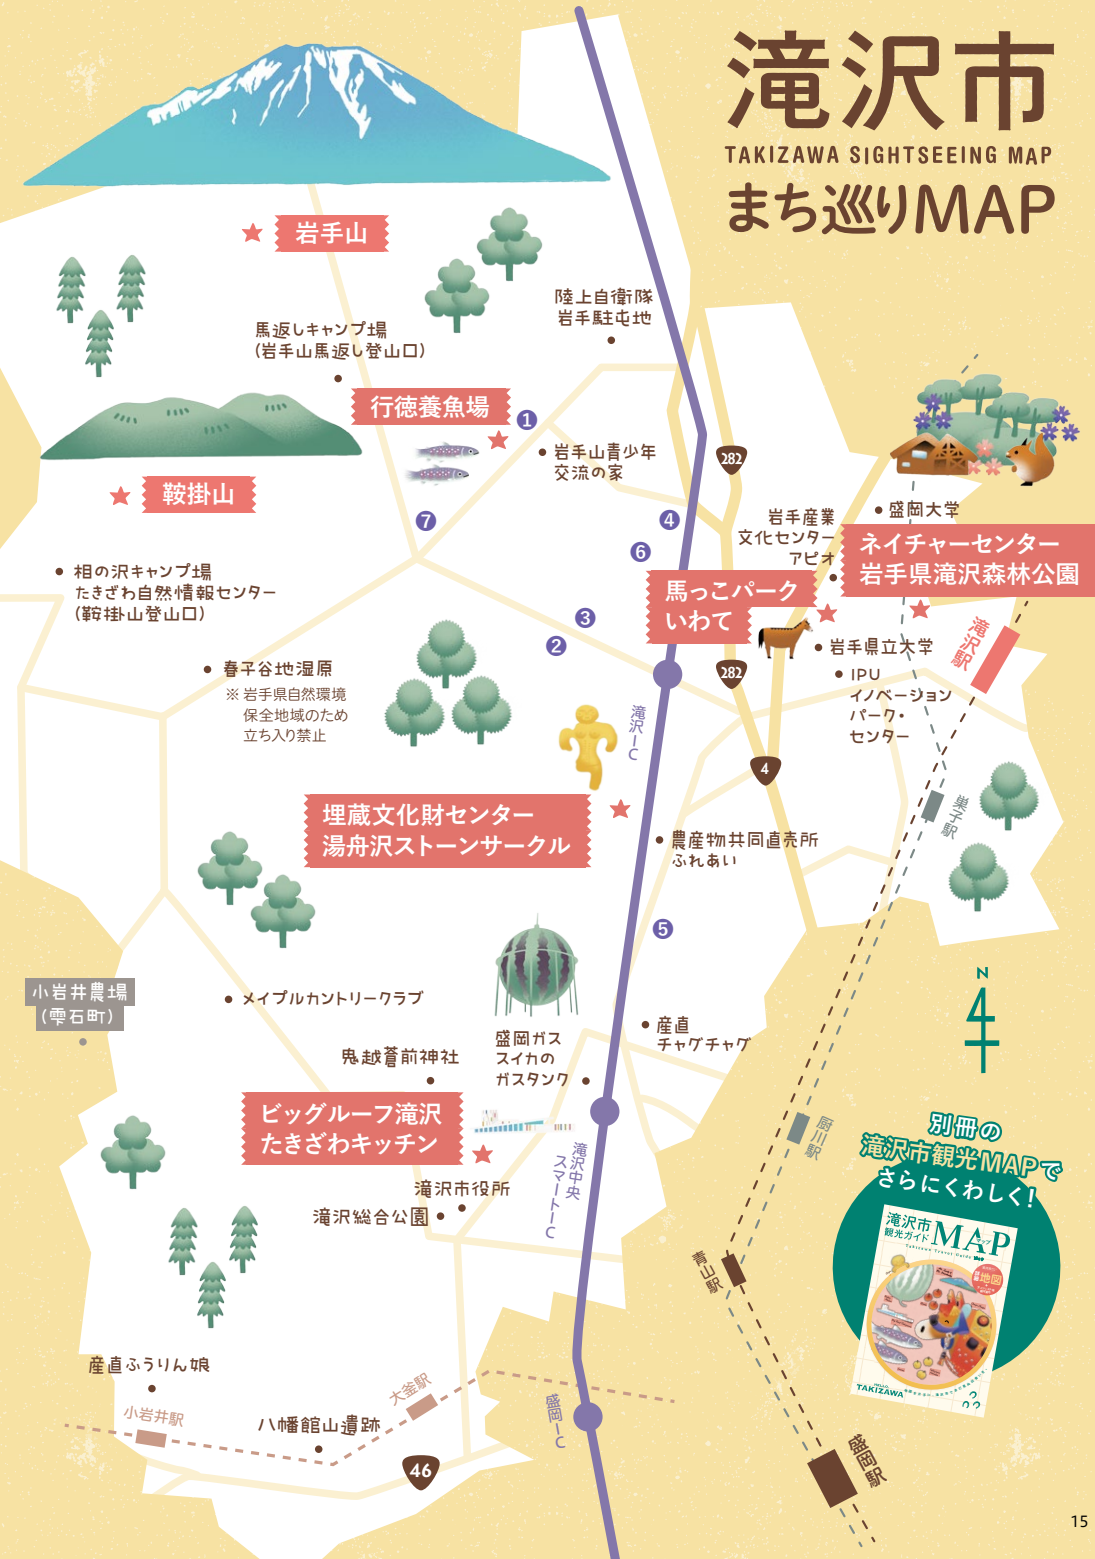 滝沢市
TAKIZAWA SIGHTSEEING MAP
まち巡りMAP
岩手山
陸上自衛隊
岩手駐屯地
馬返しキャンプ場
(岩手山馬返し登山口)
行徳養魚場
1
岩手山青少年
交流の家
282
鞍掛山
7
4
6
盛岡大学
岩手産業
文化センター
アピオ
ネイチャーセンター
岩手県滝沢森林公園
相の沢キャンプ場
たきざわ自然情報センター
(鞍掛山登山口)
馬っこパーク
いわて
3
2
滝沢駅
岩手県立大学
春子谷地湿原
※岩手県自然環境
保全地域のため
立ち入り禁止
282
IPU
イノベーション
パーク・
センター
滝沢IC
4
埋蔵文化財センター
湯舟沢ストーンサークル
巣子駅
農産物共同直売所
ふれあい
5
小岩井農場
(雫石町)
メイプルカントリークラブ
N
盛岡ガス
スイカの
ガスタンク
産直
チャグチャグ
鬼越蒼前神社
ビッグルーフ滝沢
たきざわキッチン
滝沢中央
スマートIC
厨川駅
別冊の
滝沢市観光MAPで
さらにくわしく!
滝沢市
観光ガイド
MAP
マップ
Takizawa Travel Guide
地図
HELLO,
TAKIZAWA
滝沢市役所
滝沢総合公園
青山駅
産直ふうりん娘
小岩井駅
大釜駅
八幡館山遺跡
盛岡IC
46
盛岡駅
15